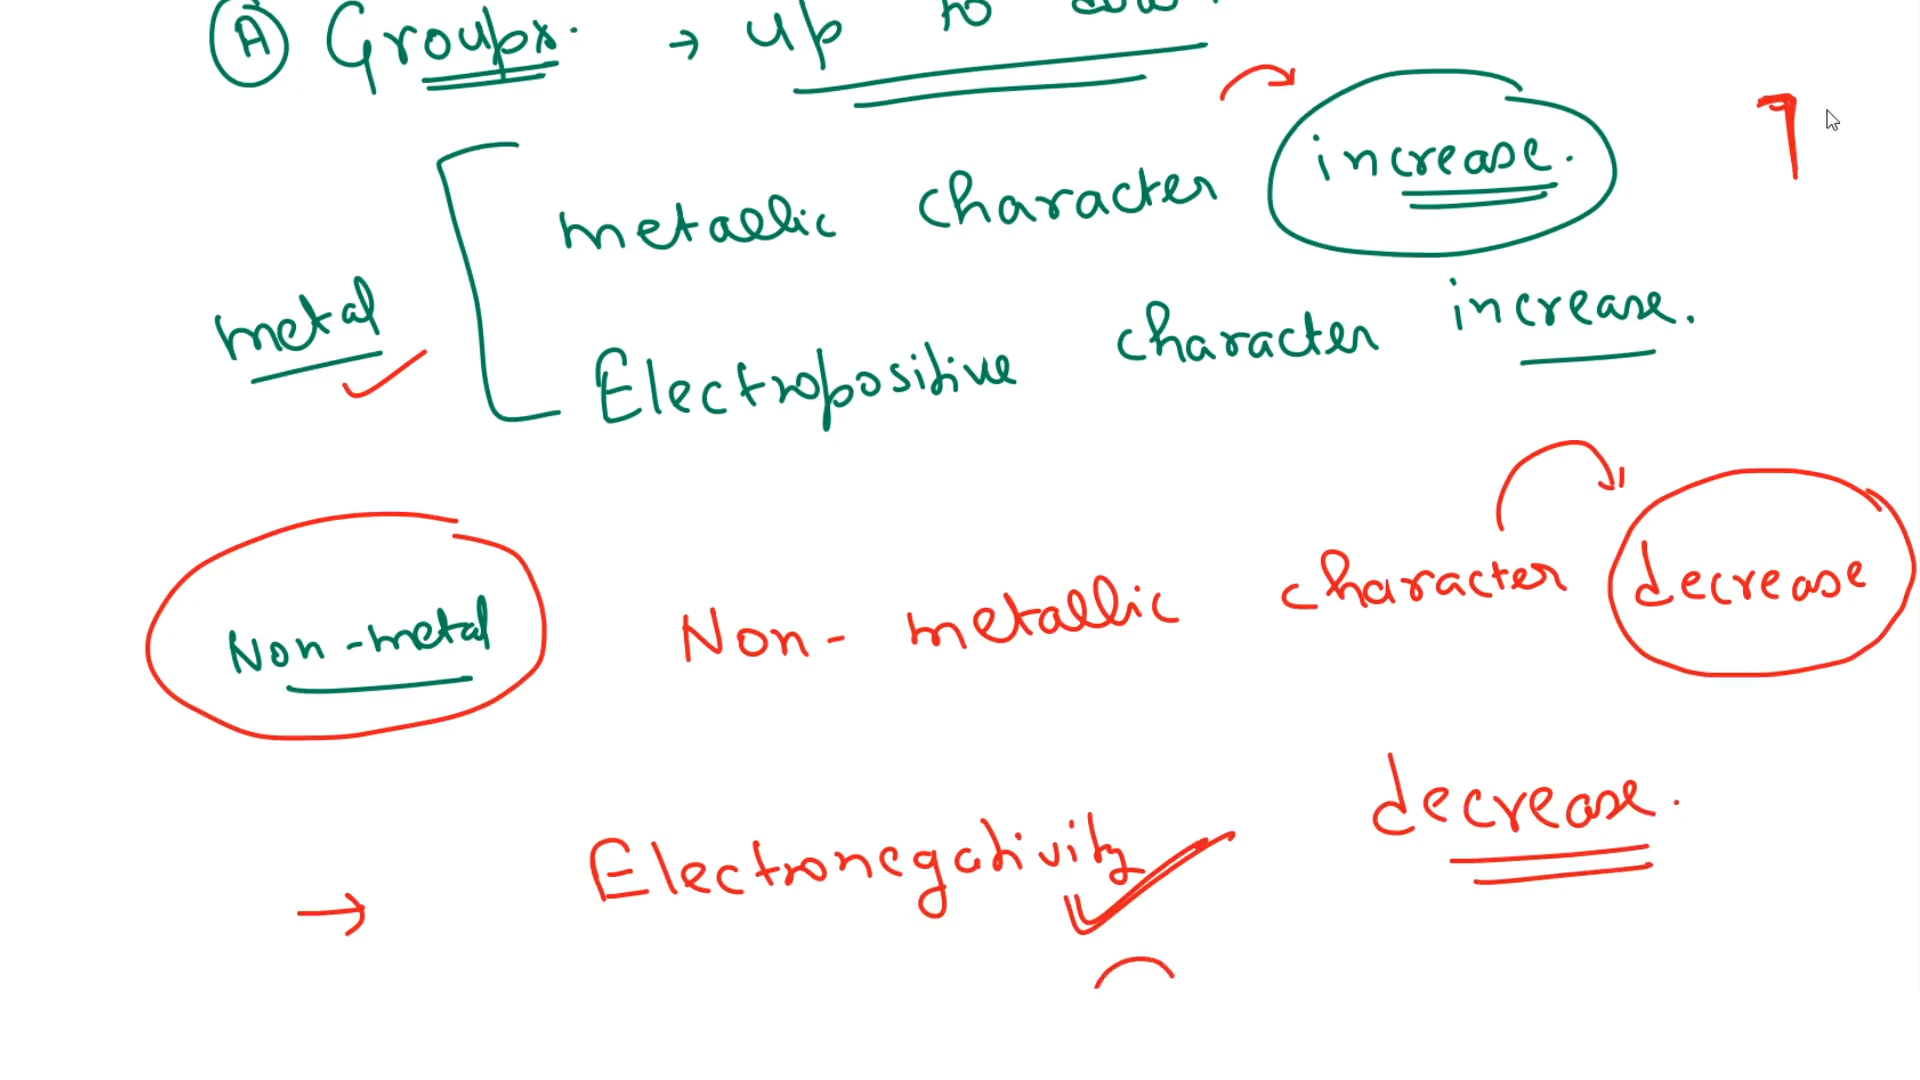 A Groups. → up to
metallic character increase.
metal
Electropositive character increase.
Non-metal Non-metallic character decrease
→ Electronegativity decrease.